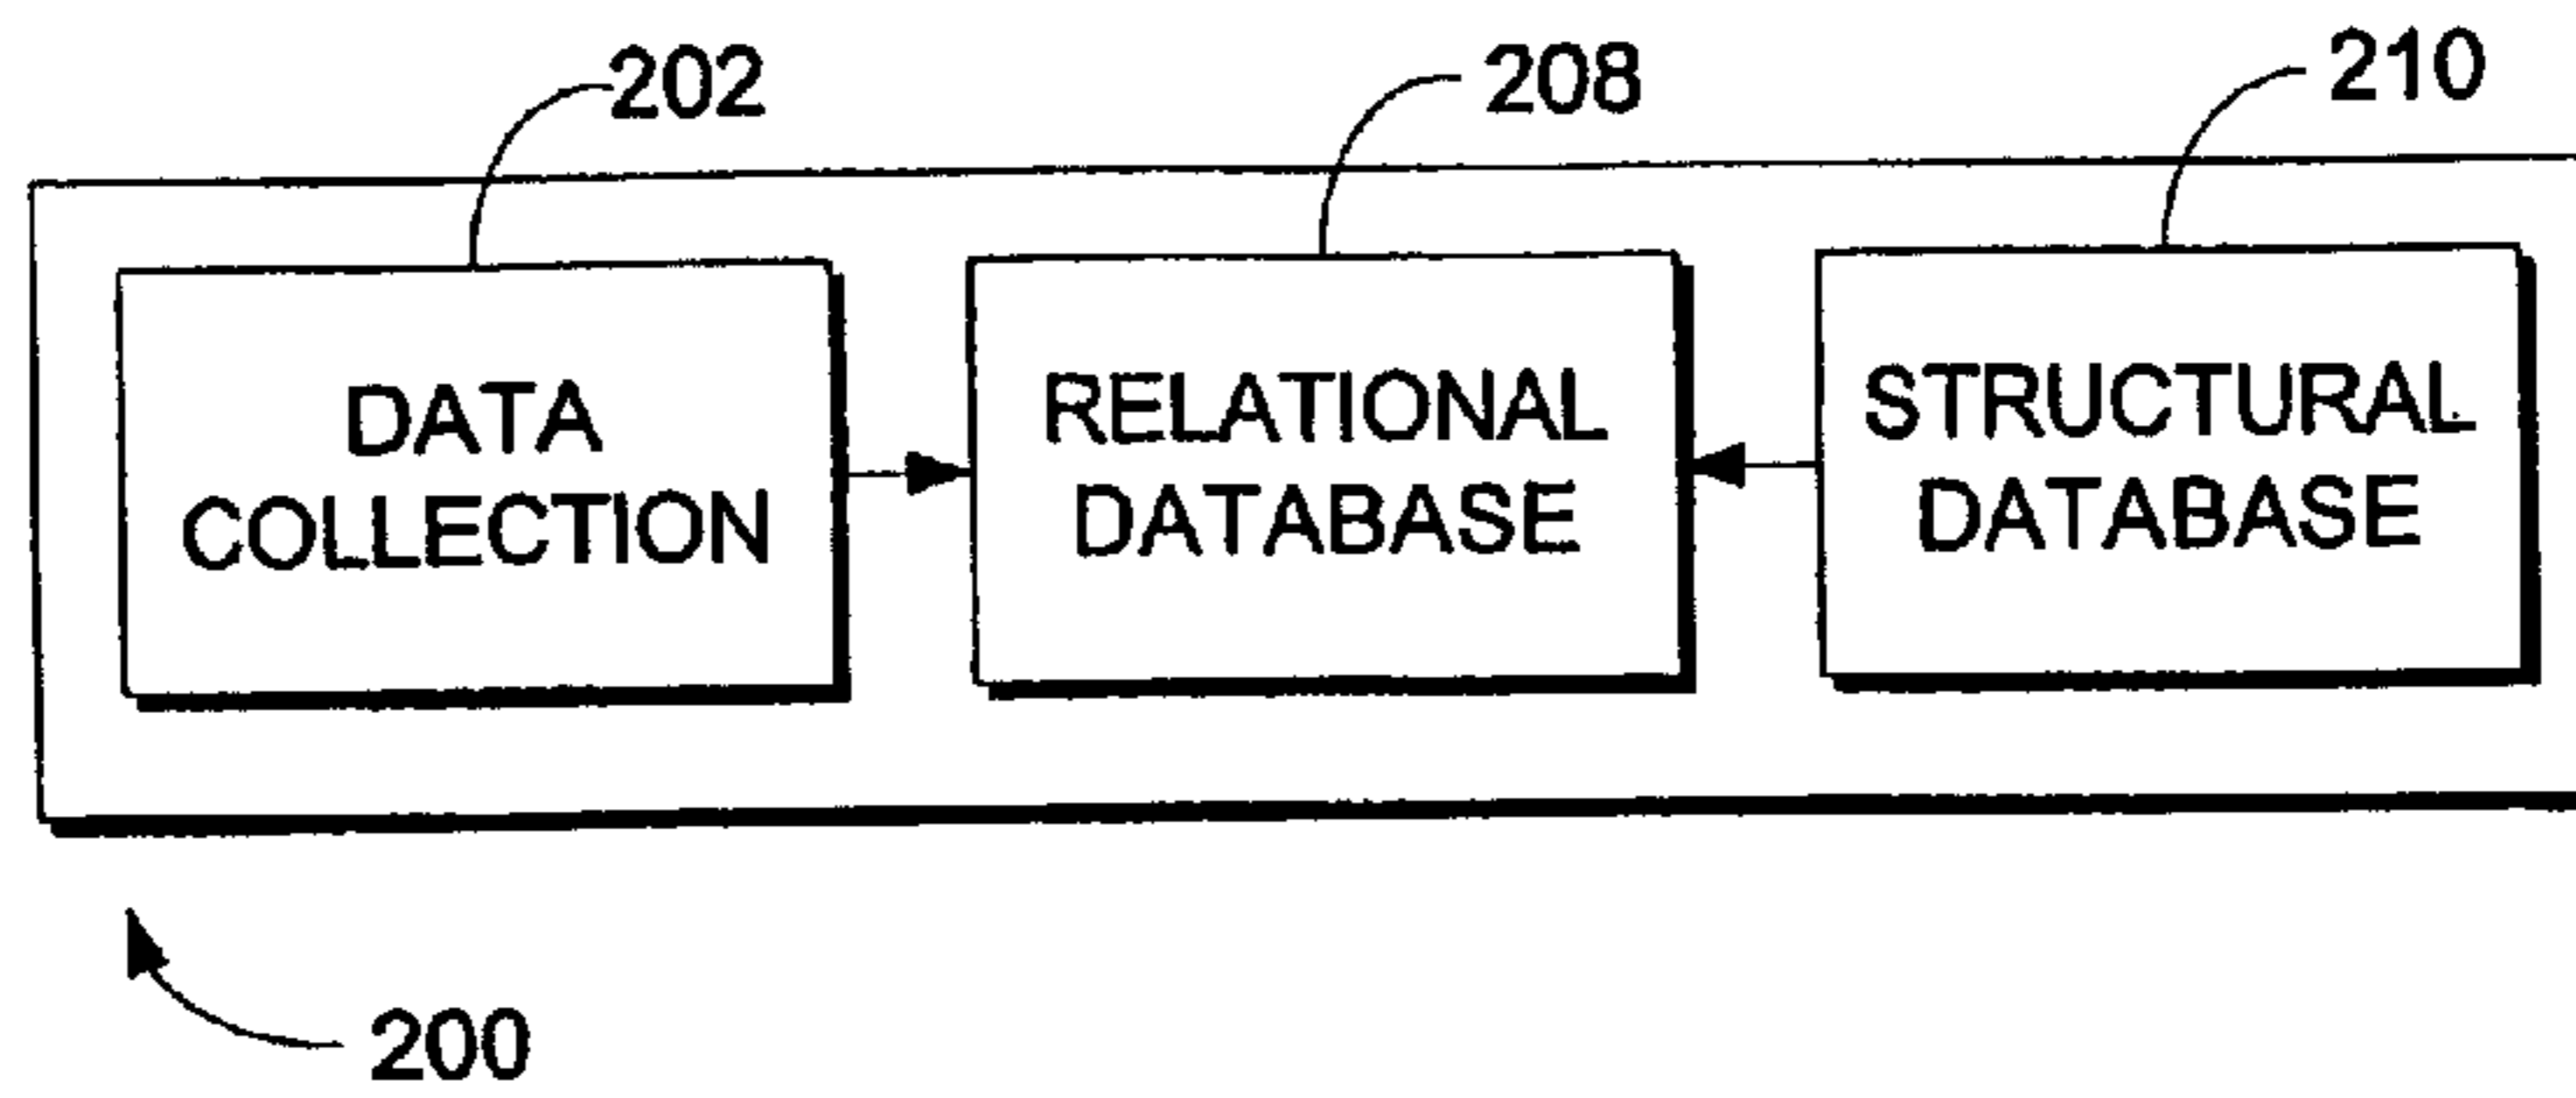 202
208
210
DATA
COLLECTION
RELATIONAL
DATABASE
STRUCTURAL
DATABASE
200